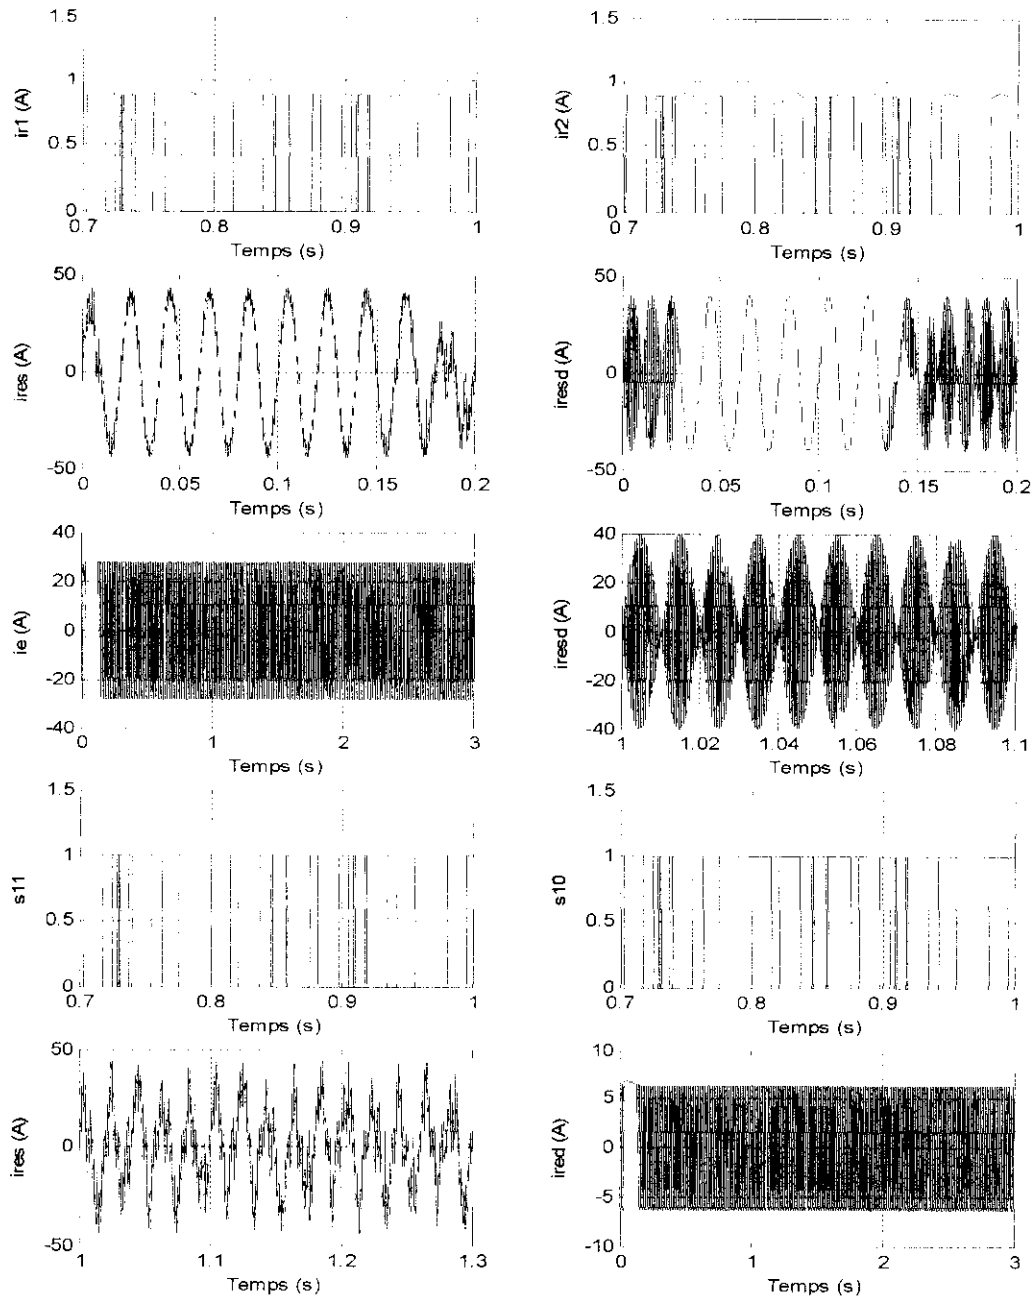 1.5
1
0.5
0
ir1 (A)
0.7 0.8 0.9 1
Temps (s)
1.5
1
0.5
0
ir2 (A)
0.7 0.8 0.9 1
Temps (s)
50
0
-50
ires (A)
0 0.05 0.1 0.15 0.2
Temps (s)
50
0
-50
iresd (A)
0 0.05 0.1 0.15 0.2
Temps (s)
40
20
0
-20
-40
ie (A)
0 1 2 3
Temps (s)
40
20
0
-20
-40
iresd (A)
1 1.02 1.04 1.06 1.08 1.1
Temps (s)
1.5
1
0.5
0
s11
0.7 0.8 0.9 1
Temps (s)
1.5
1
0.5
0
s10
0.7 0.8 0.9 1
Temps (s)
50
0
-50
ires (A)
1 1.1 1.2 1.3
Temps (s)
10
5
0
-5
-10
ired (A)
0 1 2 3
Temps (s)